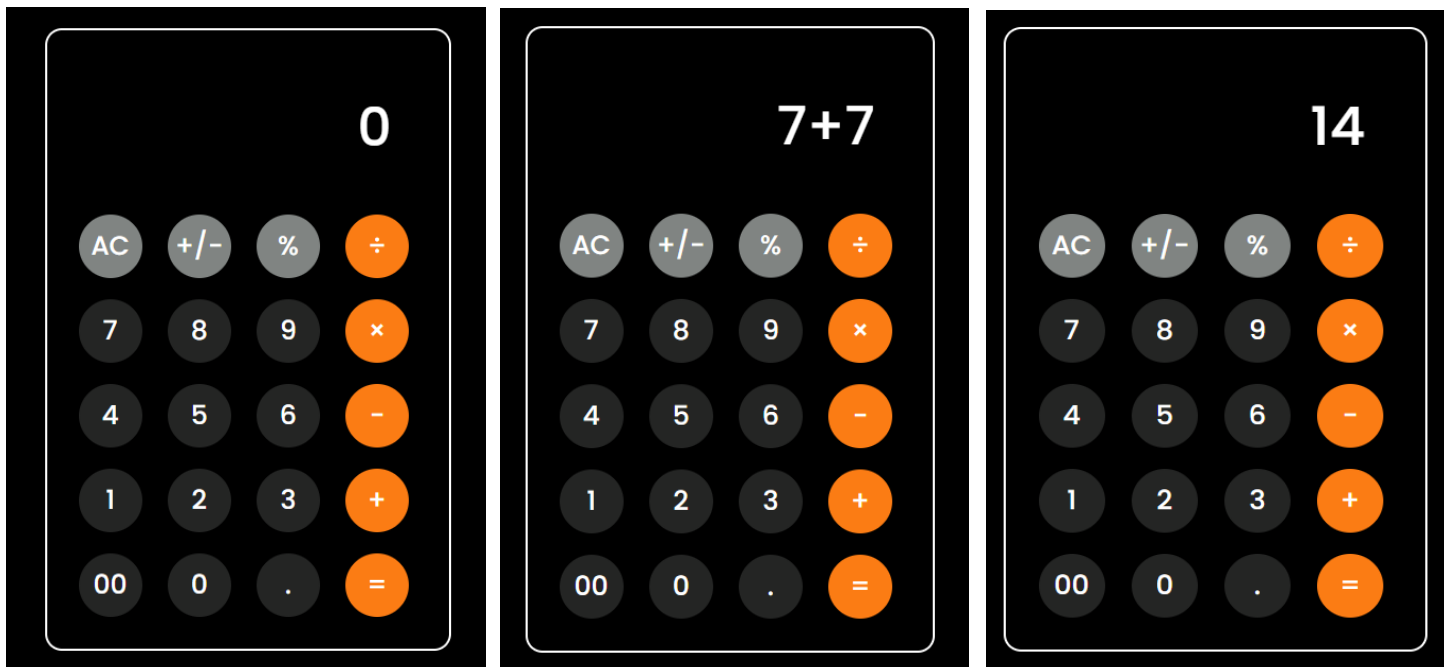 0
AC +/- % ÷
7 8 9 ×
4 5 6 -
1 2 3 +
00 0 . =
7+7
AC +/- % ÷
7 8 9 ×
4 5 6 -
1 2 3 +
00 0 . =
14
AC +/- % ÷
7 8 9 ×
4 5 6 -
1 2 3 +
00 0 . =